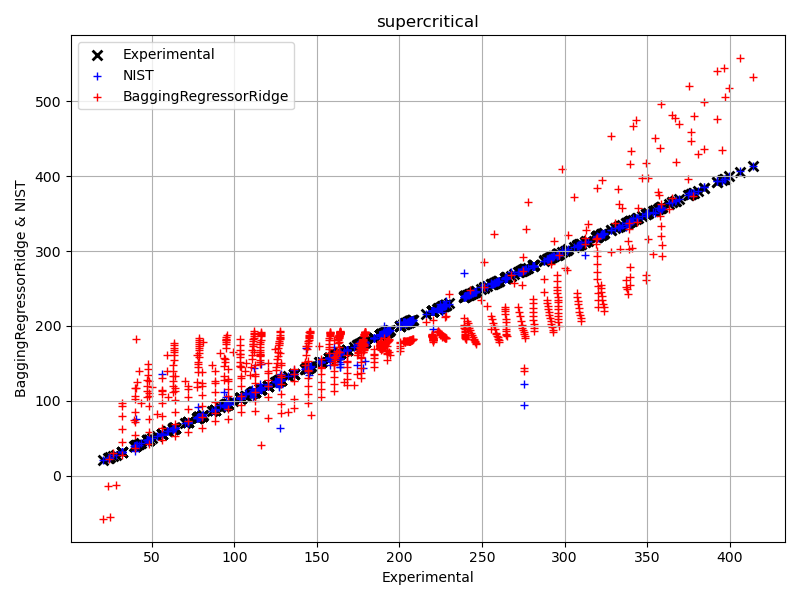 supercritical
Experimental
NIST
BaggingRegressorRidge
BaggingRegressorRidge & NIST
500
400
300
200
100
0
50 100 150 200 250 300 350 400
Experimental